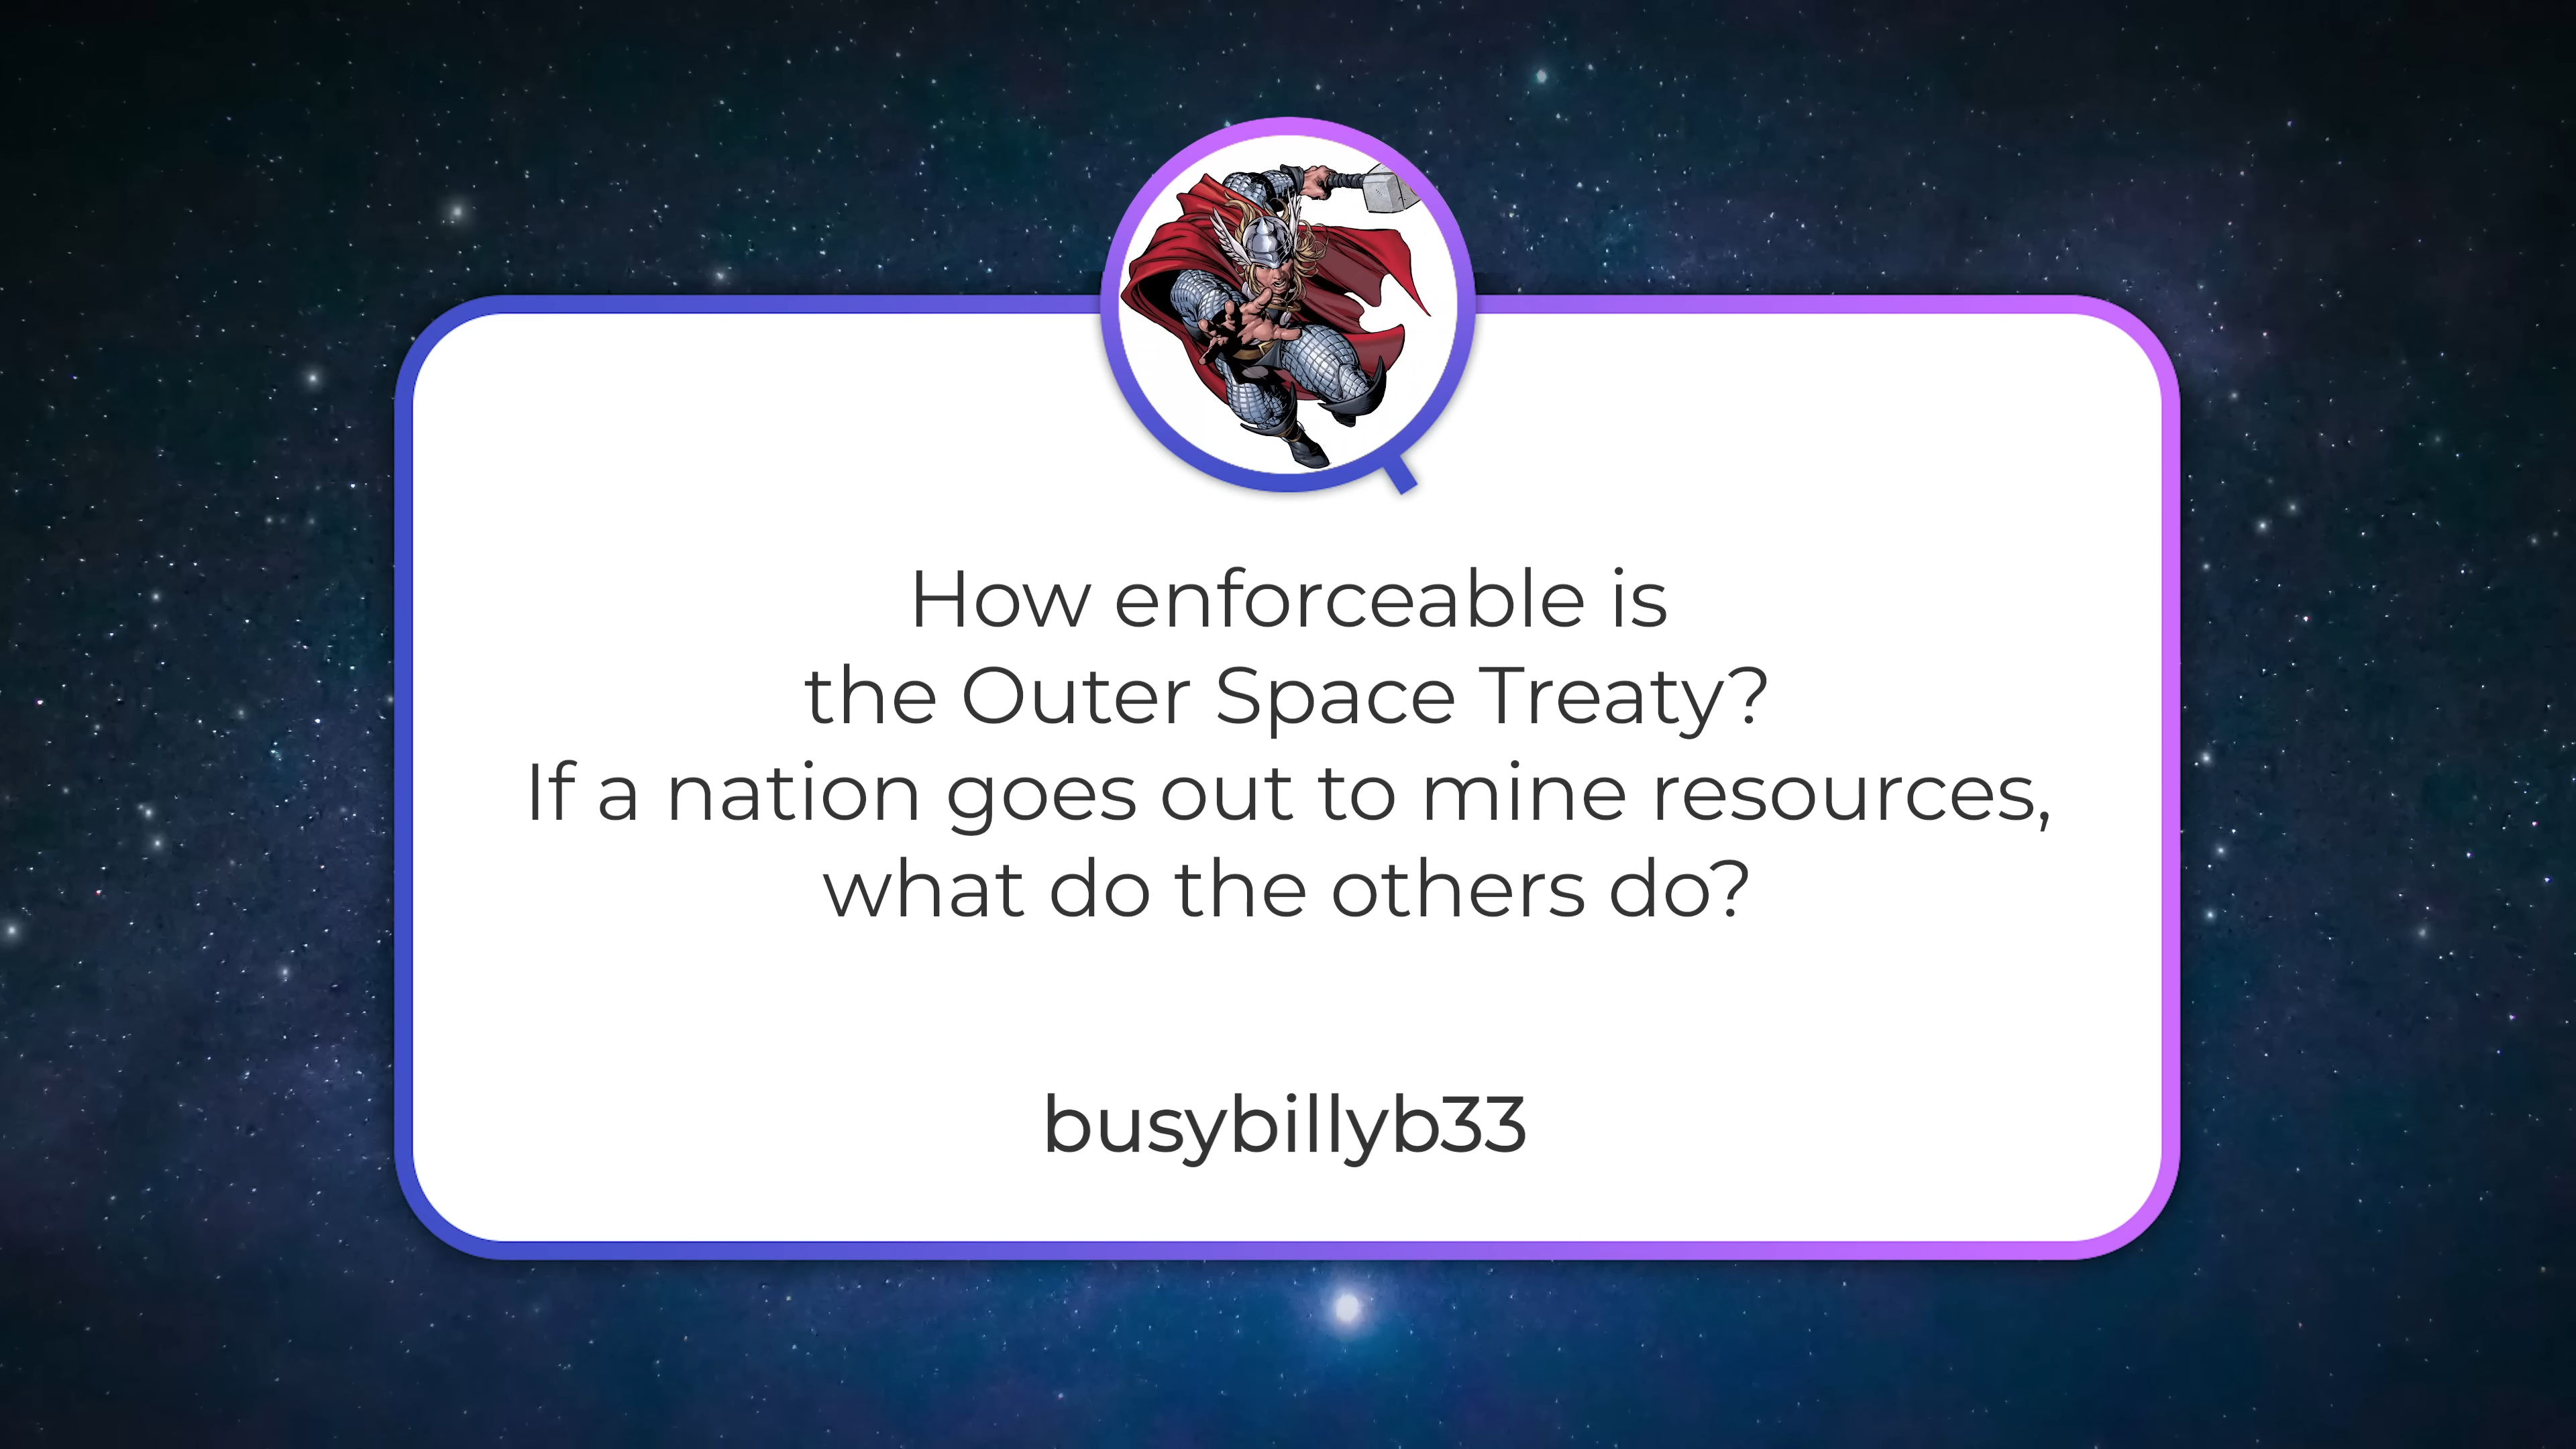 How enforceable is
the Outer Space Treaty?
If a nation goes out to mine resources,
what do the others do?
busybillyb33